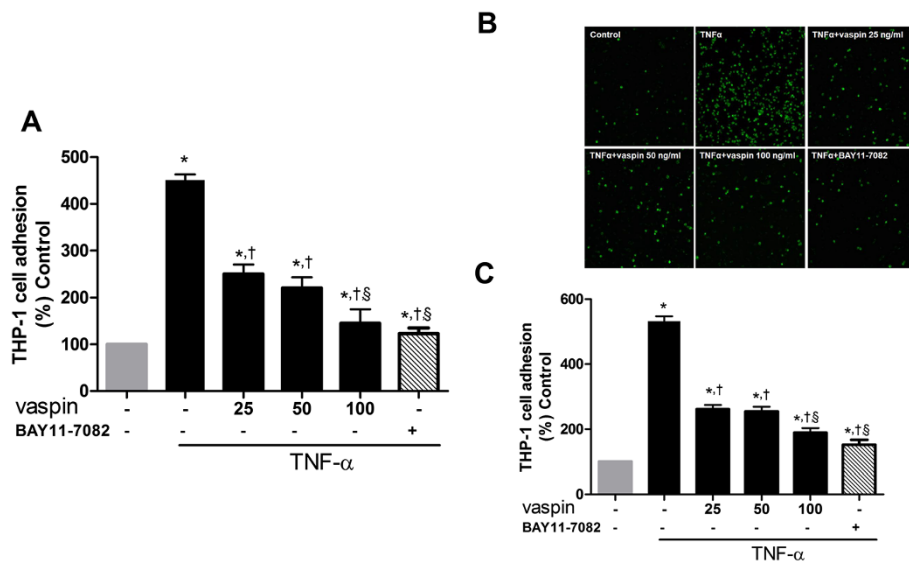 A
THP-1 cell adhesion
(%) Control
500
400
300
200
100
0
*
*,†
*,†
*,†§
*,†§
vaspin - - 25 50 100 -
BAY11-7082 - - - - - +
TNF-α
B
Control
TNFα
TNFα+vaspin 25 ng/ml
TNFα+vaspin 50 ng/ml
TNFα+vaspin 100 ng/ml
TNFα+BAY11-7082
C
THP-1 cell adhesion
(%) Control
600
400
200
0
*
*,†
*,†
*,†§
*,†§
vaspin - - 25 50 100 -
BAY11-7082 - - - - - +
TNF-α